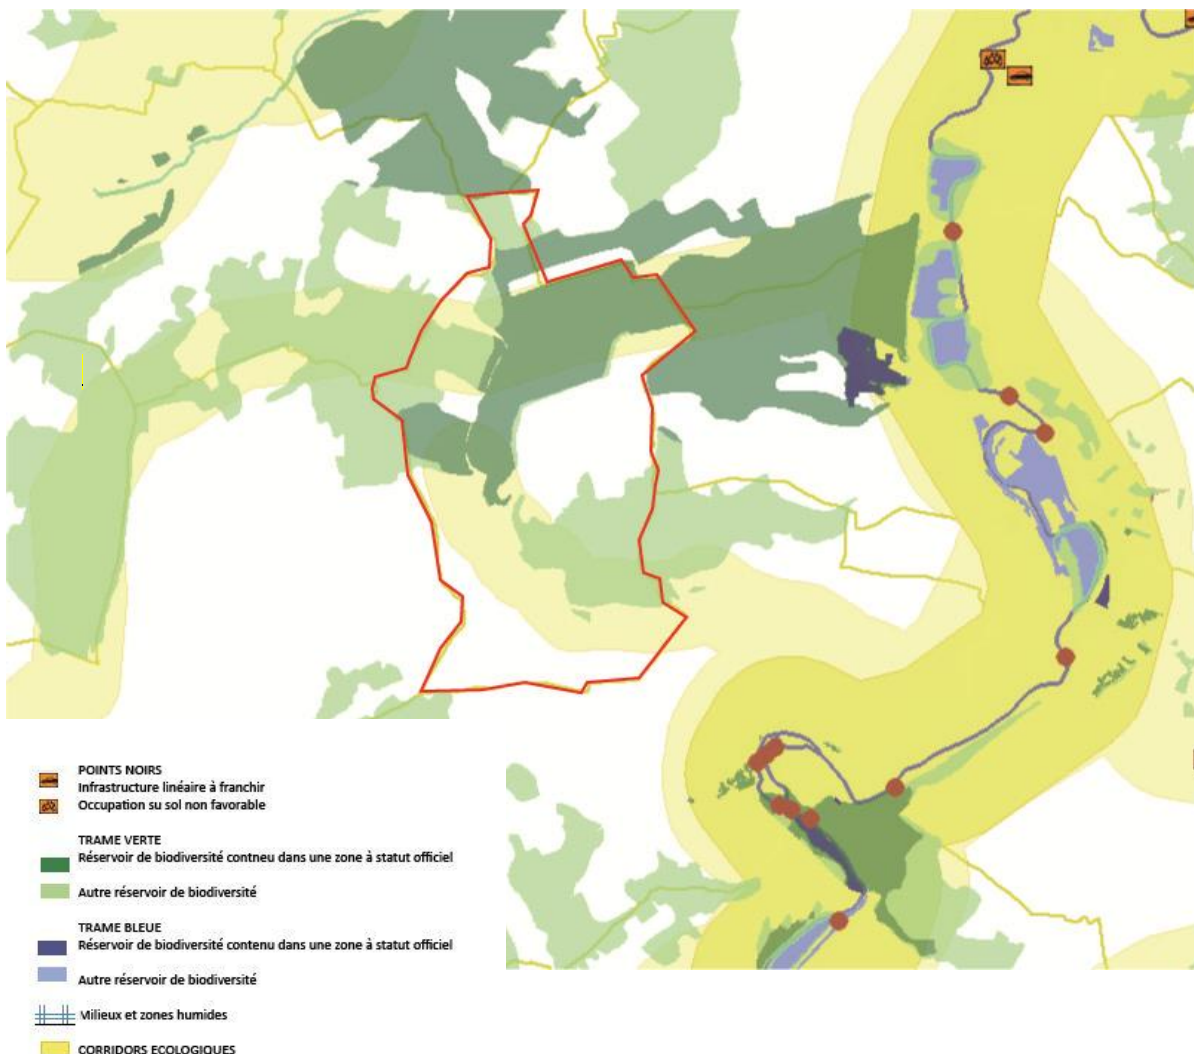 POINTS NOIRS
Infrastructure linéaire à franchir
Occupation su sol non favorable
TRAME VERTE
Réservoir de biodiversité contneu dans une zone à statut officiel
Autre réservoir de biodiversité
TRAME BLEUE
Réservoir de biodiversité contenu dans une zone à statut officiel
Autre réservoir de biodiversité
Milieux et zones humides
CORRIDORS ECOLOGIQUES